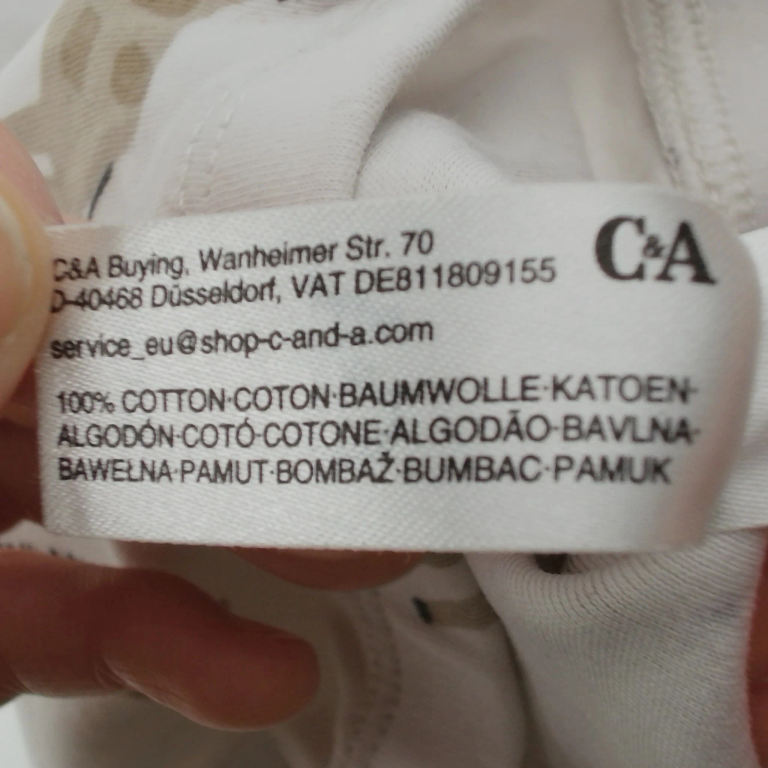 C&A
C&A Buying, Wanheimer Str. 70
D-40468 Düsseldorf, VAT DE811809155
service_eu@shop-c-and-a.com
100% COTTON·COTON·BAUMWOLLE·KATOEN·
ALGODÓN·COTÓ·COTONE·ALGODÃO·BAVLNA·
BAWEŁNA·PAMUT·BOMBAŽ·BUMBAC·PAMUK